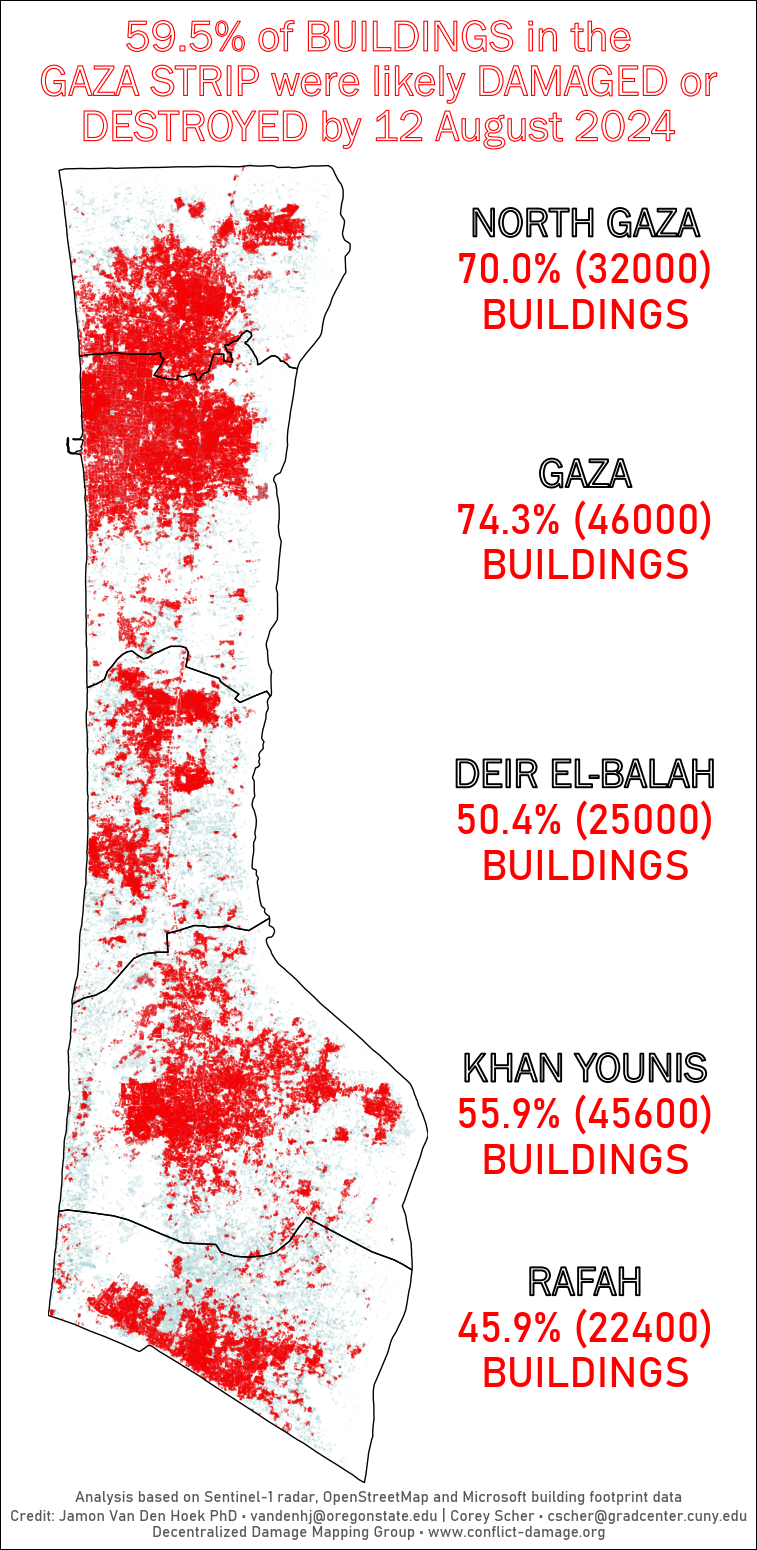 59.5% of BUILDINGS in the
GAZA STRIP were likely DAMAGED or
DESTROYED by 12 August 2024
NORTH GAZA
70.0% (32000)
BUILDINGS
GAZA
74.3% (46000)
BUILDINGS
DEIR EL-BALAH
50.4% (25000)
BUILDINGS
KHAN YOUNIS
55.9% (45600)
BUILDINGS
RAFAH
45.9% (22400)
BUILDINGS
Analysis based on Sentinel-1 radar, OpenStreetMap and Microsoft building footprint data
Credit: Jamon Van Den Hoek PhD • vandenhj@oregonstate.edu | Corey Scher • cscher@gradcenter.cuny.edu
Decentralized Damage Mapping Group • www.conflict-damage.org